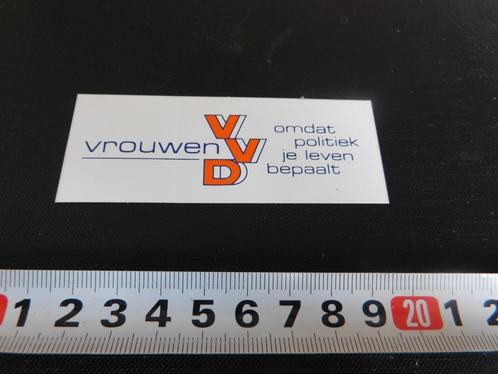 vrouwen VVD
omdat
politiek
je leven
bepaalt
1 2 3 4 5 6 7 8 9 20 1 2